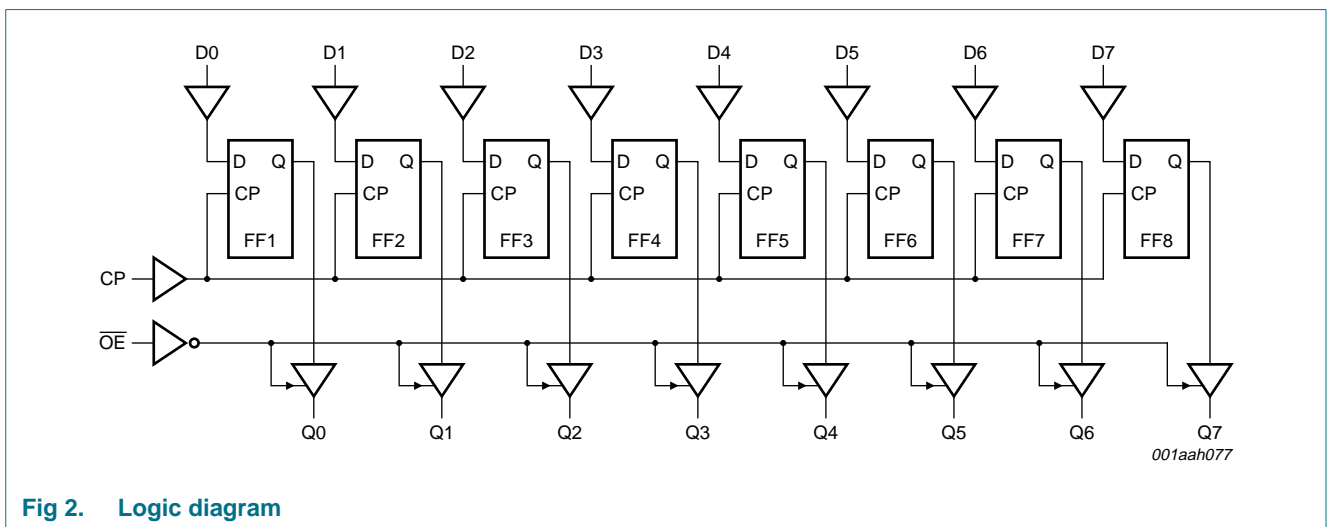 D0 D1 D2 D3 D4 D5 D6 D7
D Q D Q D Q D Q D Q D Q D Q D Q
CP CP CP CP CP CP CP CP
FF1 FF2 FF3 FF4 FF5 FF6 FF7 FF8
CP
O̅E̅
Q0 Q1 Q2 Q3 Q4 Q5 Q6 Q7
001aah077
Fig 2. Logic diagram